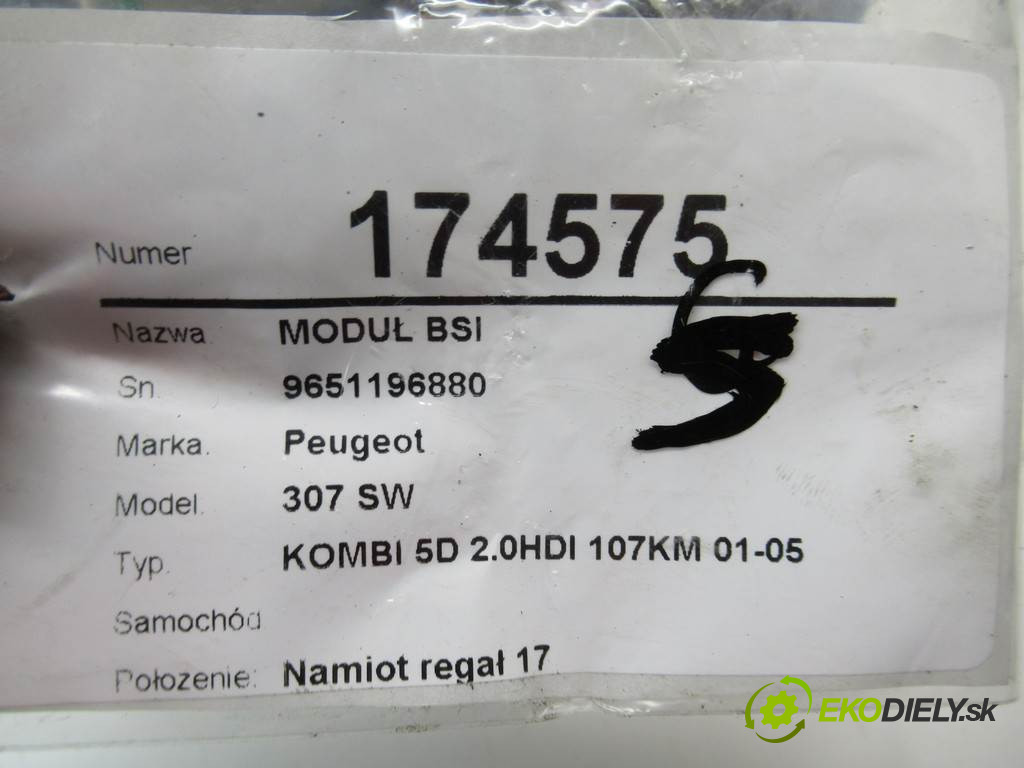 Numer 174575
Nazwa MODUŁ BSI
Sn. 9651196880
Marka. Peugeot
Model. 307 SW
Typ. KOMBI 5D 2.0HDI 107KM 01-05
Samochód
Położenie: Namiot regał 17
EKODIELY.sk